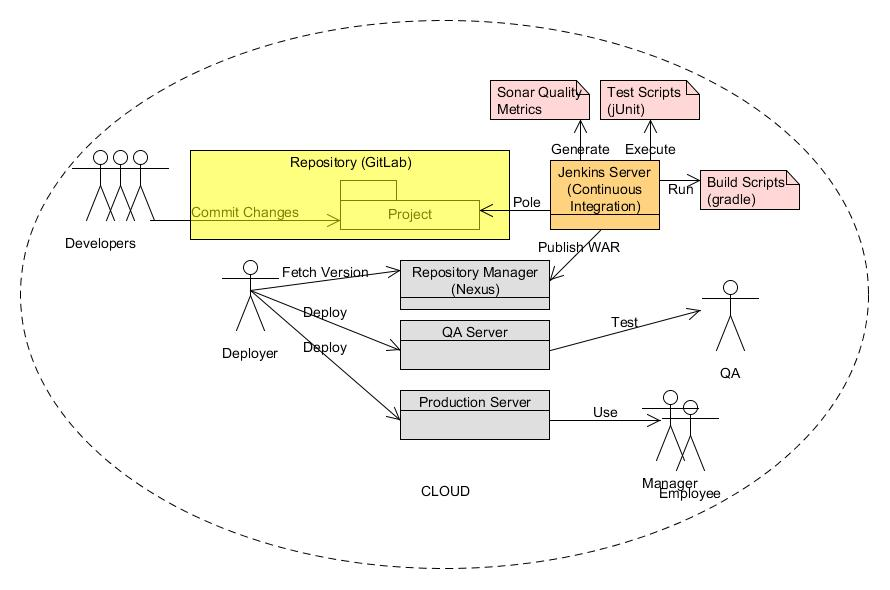 Sonar Quality
Metrics
Test Scripts
(jUnit)
Generate
Execute
Repository (GitLab)
Jenkins Server
(Continuous
Integration)
Run
Build Scripts
(gradle)
Commit Changes
Project
Pole
Developers
Publish WAR
Fetch Version
Repository Manager
(Nexus)
Deploy
QA Server
Test
Deploy
Deployer
QA
Production Server
Use
Manager
Employee
CLOUD